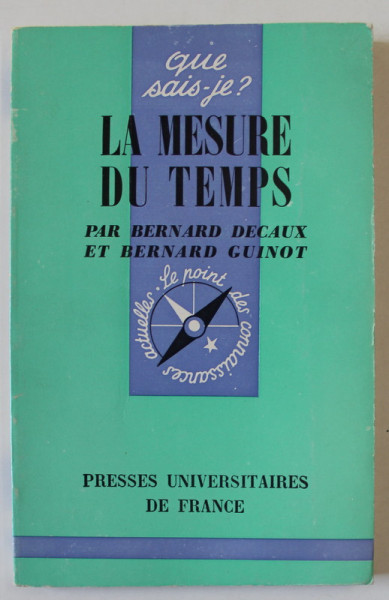 que
sais-je?
LA MESURE
DU TEMPS
PAR BERNARD DECAUX
ET BERNARD GUINOT
Le point des connaissances actuelles.
PRESSES UNIVERSITAIRES
DE FRANCE